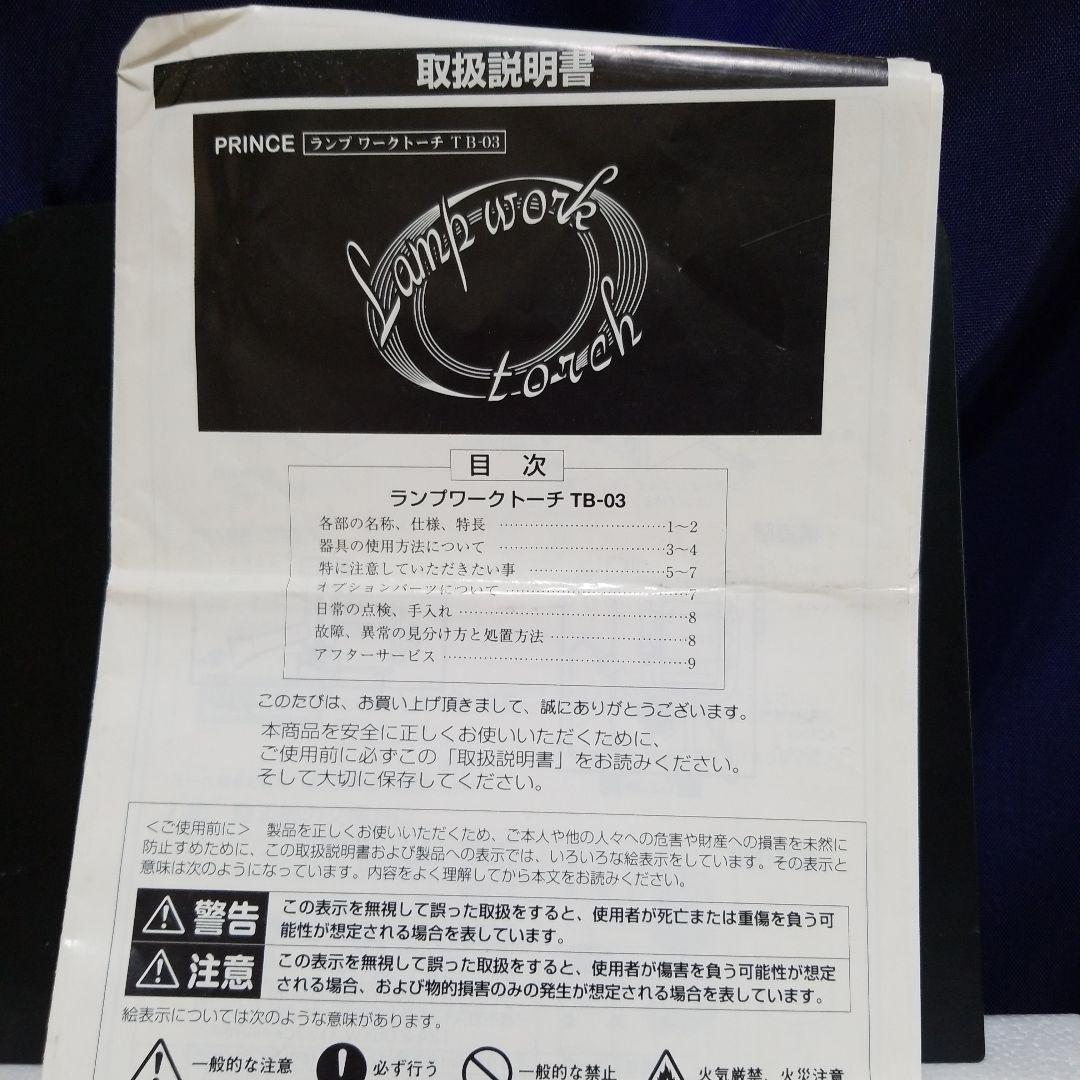 取扱説明書
PRINCE ランプ ワークトーチ TB-03
Lamp work
torch
目 次
ランプワークトーチ TB-03
各部の名称、仕様、特長 ……………………………1～2
器具の使用方法について ……………………………3～4
特に注意していただきたい事 ………………………5～7
オプションパーツについて ……………………………7
日常の点検、手入れ ……………………………………8
故障、異常の見分け方と処置方法 ……………………8
アフターサービス ………………………………………9
このたびは、お買い上げ頂きまして、誠にありがとうございます。
本商品を安全に正しくお使いいただくために、
ご使用前に必ずこの「取扱説明書」をお読みください。
そして大切に保存してください。
＜ご使用前に＞ 製品を正しくお使いいただくため、ご本人や他の人々への危害や財産への損害を未然に
防止すめために、この取扱説明書および製品への表示では、いろいろな絵表示をしています。その表示と
意味は次のようになっています。内容をよく理解してから本文をお読みください。
警告 この表示を無視して誤った取扱をすると、使用者が死亡または重傷を負う可
能性が想定される場合を表しています。
注意 この表示を無視して誤った取扱をすると、使用者が傷害を負う可能性が想定
される場合、および物的損害のみの発生が想定される場合を表しています。
絵表示については次のような意味があります。
一般的な注意 必ず行う 一般的な禁止 火気厳禁、火災注意